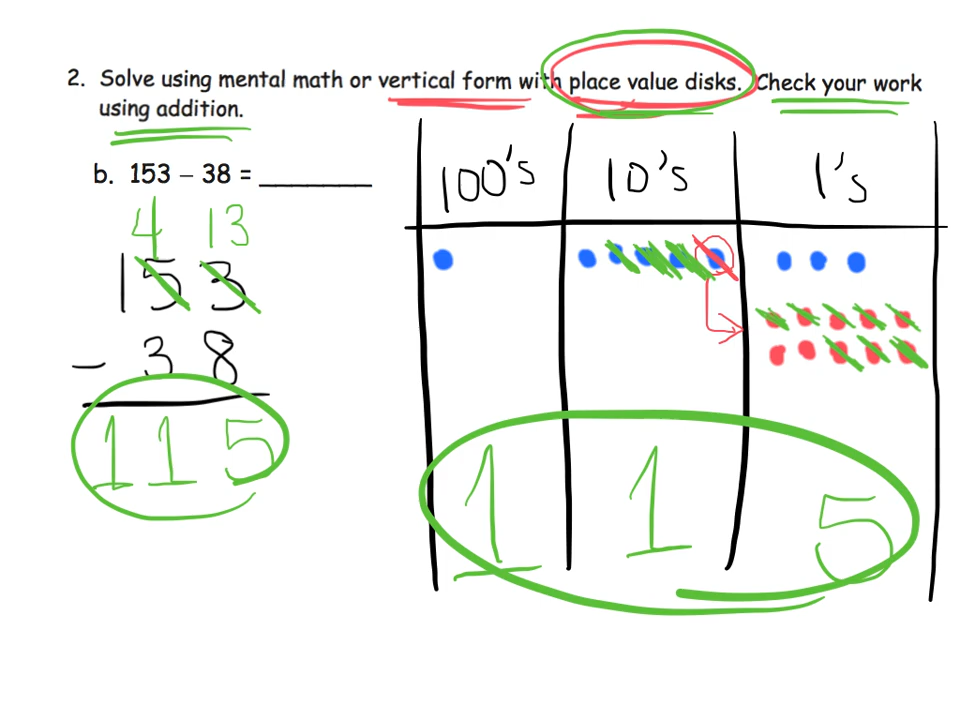 2. Solve using mental math or vertical form with place value disks. Check your work
using addition.
b. 153 – 38 = ________
4 13
153
– 38
115
100's 10's 1's
1 1 5